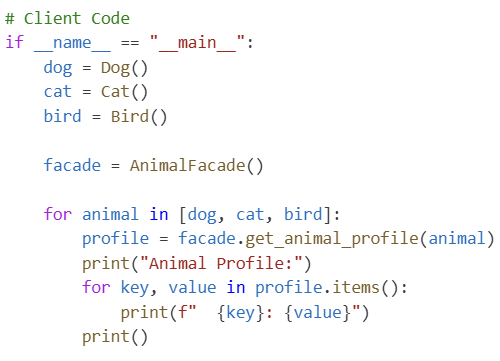 # Client Code
if __name__ == "__main__":
    dog = Dog()
    cat = Cat()
    bird = Bird()

    facade = AnimalFacade()

    for animal in [dog, cat, bird]:
        profile = facade.get_animal_profile(animal)
        print("Animal Profile:")
        for key, value in profile.items():
            print(f"  {key}: {value}")
        print()